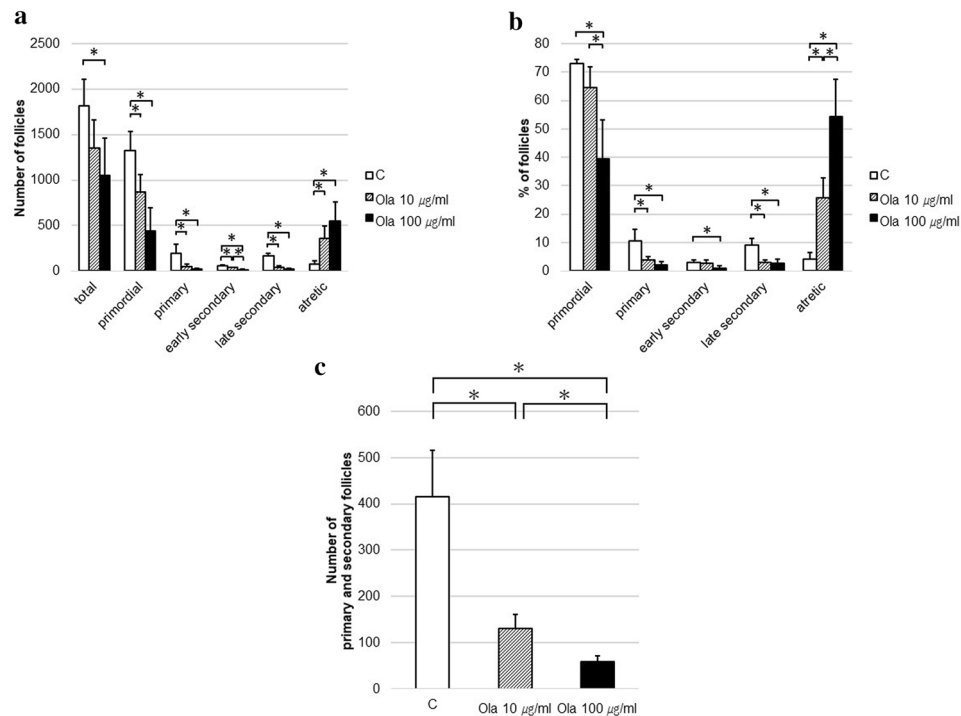 a
Number of follicles
2500
2000
1500
1000
500
0
* * * * * * * * * * * *
total
primordial
primary
early secondary
late secondary
atretic
C
Ola 10 μg/ml
Ola 100 μg/ml
b
% of follicles
80
70
60
50
40
30
20
10
0
* * * * * * * * * *
primordial
primary
early secondary
late secondary
atretic
C
Ola 10 μg/ml
Ola 100 μg/ml
c
Number of
primary and secondary follicles
600
500
400
300
200
100
0
*
* *
C Ola 10 μg/ml Ola 100 μg/ml